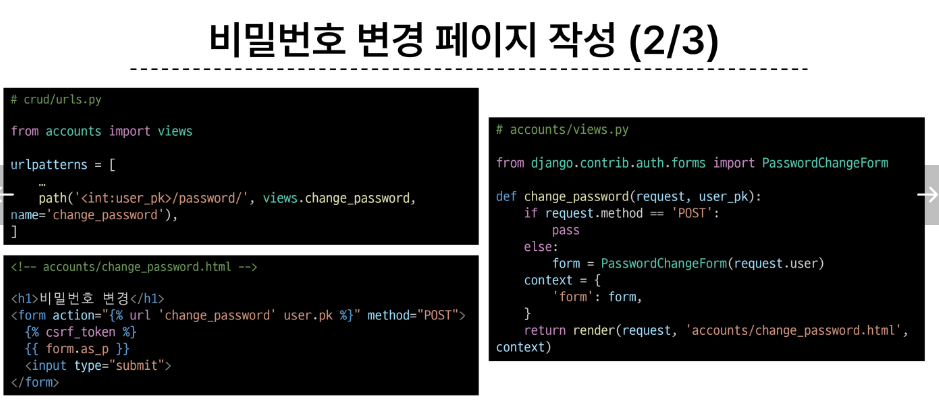 비밀번호 변경 페이지 작성 (2/3)
# crud/urls.py
from accounts import views
urlpatterns = [
    …
    path('<int:user_pk>/password/', views.change_password,
name='change_password'),
]
<!-- accounts/change_password.html -->
<h1>비밀번호 변경</h1>
<form action="{% url 'change_password' user.pk %}" method="POST">
  {% csrf_token %}
  {{ form.as_p }}
  <input type="submit">
</form>
# accounts/views.py
from django.contrib.auth.forms import PasswordChangeForm
def change_password(request, user_pk):
    if request.method == 'POST':
        pass
    else:
        form = PasswordChangeForm(request.user)
    context = {
        'form': form,
    }
    return render(request, 'accounts/change_password.html',
context)